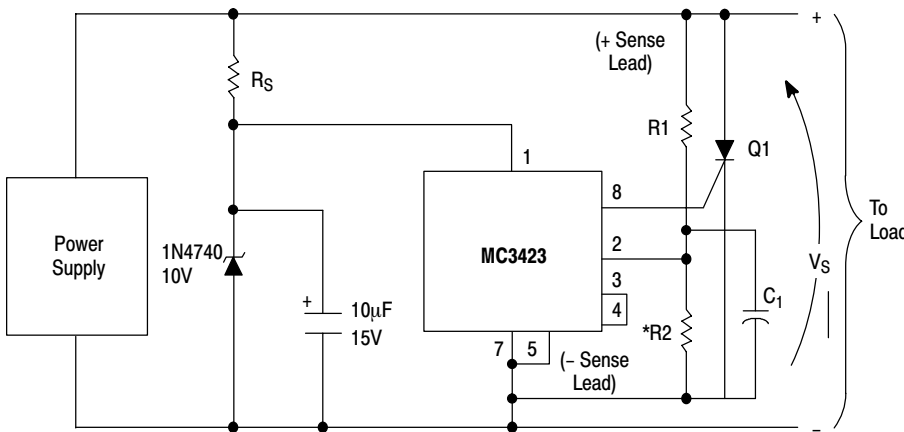 +
(+ Sense
Lead)
R_S
R1
Q1
1
8
To
Load
Power
Supply
1N4740
10V
MC3423
2
V_S
3
4
C_1
+
10μF
15V
*R2
7
5
(– Sense
Lead)
–